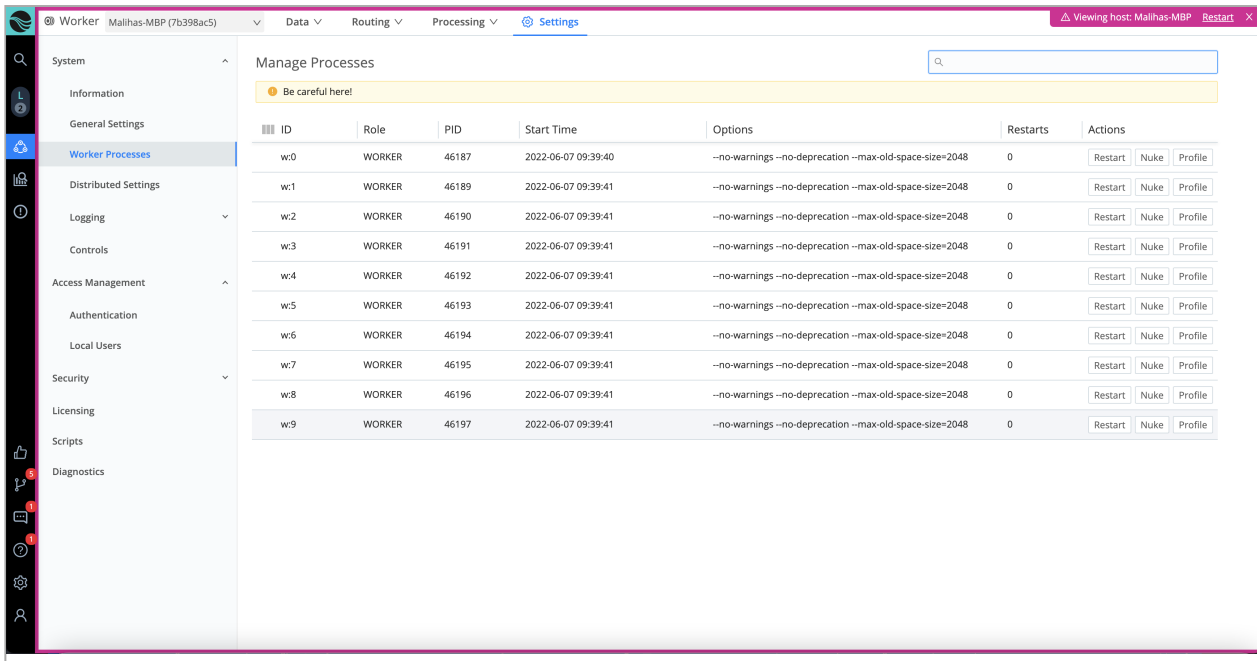 Worker Malihas-MBP (7b398ac5) Data Routing Processing Settings Viewing host: Malihas-MBP Restart X
System
Information
General Settings
Worker Processes
Distributed Settings
Logging
Controls
Access Management
Authentication
Local Users
Security
Licensing
Scripts
Diagnostics
L
2
5
1
1
Manage Processes
Be careful here!
ID Role PID Start Time Options Restarts Actions
w:0 WORKER 46187 2022-06-07 09:39:40 --no-warnings --no-deprecation --max-old-space-size=2048 0 Restart Nuke Profile
w:1 WORKER 46189 2022-06-07 09:39:41 --no-warnings --no-deprecation --max-old-space-size=2048 0 Restart Nuke Profile
w:2 WORKER 46190 2022-06-07 09:39:41 --no-warnings --no-deprecation --max-old-space-size=2048 0 Restart Nuke Profile
w:3 WORKER 46191 2022-06-07 09:39:41 --no-warnings --no-deprecation --max-old-space-size=2048 0 Restart Nuke Profile
w:4 WORKER 46192 2022-06-07 09:39:41 --no-warnings --no-deprecation --max-old-space-size=2048 0 Restart Nuke Profile
w:5 WORKER 46193 2022-06-07 09:39:41 --no-warnings --no-deprecation --max-old-space-size=2048 0 Restart Nuke Profile
w:6 WORKER 46194 2022-06-07 09:39:41 --no-warnings --no-deprecation --max-old-space-size=2048 0 Restart Nuke Profile
w:7 WORKER 46195 2022-06-07 09:39:41 --no-warnings --no-deprecation --max-old-space-size=2048 0 Restart Nuke Profile
w:8 WORKER 46196 2022-06-07 09:39:41 --no-warnings --no-deprecation --max-old-space-size=2048 0 Restart Nuke Profile
w:9 WORKER 46197 2022-06-07 09:39:41 --no-warnings --no-deprecation --max-old-space-size=2048 0 Restart Nuke Profile